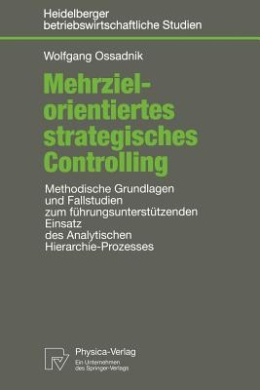 Heidelberger
betriebswirtschaftliche Studien
Wolfgang Ossadnik
Mehrziel-
orientiertes
strategisches
Controlling
Methodische Grundlagen
und Fallstudien
zum führungsunterstützenden
Einsatz
des Analytischen
Hierarchie-Prozesses
Physica-Verlag
Ein Unternehmen
des Springer-Verlags